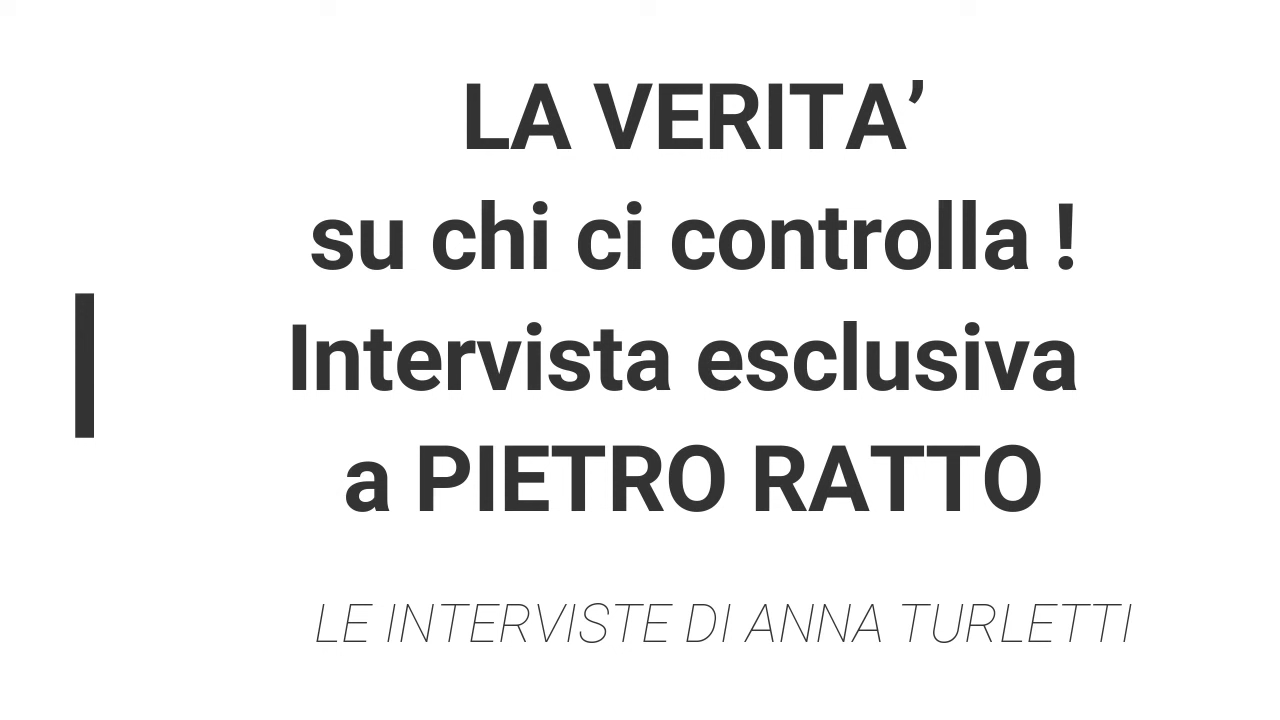 LA VERITA’
su chi ci controlla !
Intervista esclusiva
a PIETRO RATTO
LE INTERVISTE DI ANNA TURLETTI